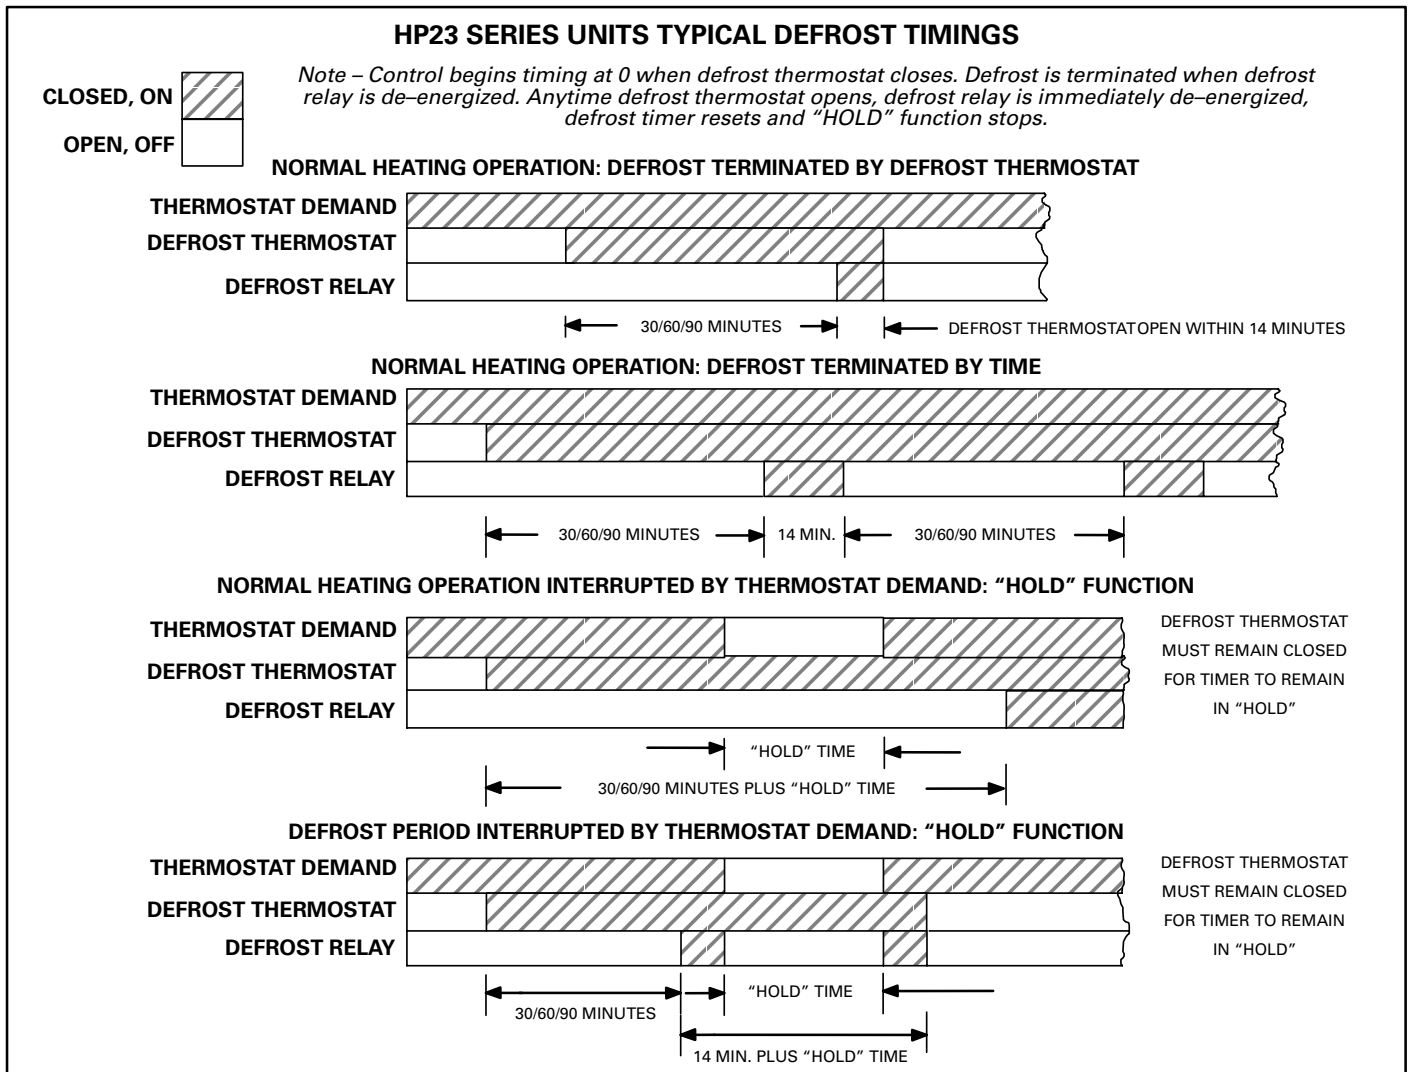 HP23 SERIES UNITS TYPICAL DEFROST TIMINGS
Note – Control begins timing at 0 when defrost thermostat closes. Defrost is terminated when defrost
relay is de–energized. Anytime defrost thermostat opens, defrost relay is immediately de–energized,
defrost timer resets and “HOLD” function stops.
CLOSED, ON
OPEN, OFF
NORMAL HEATING OPERATION: DEFROST TERMINATED BY DEFROST THERMOSTAT
THERMOSTAT DEMAND
DEFROST THERMOSTAT
DEFROST RELAY
30/60/90 MINUTES
DEFROST THERMOSTAT OPEN WITHIN 14 MINUTES
NORMAL HEATING OPERATION: DEFROST TERMINATED BY TIME
THERMOSTAT DEMAND
DEFROST THERMOSTAT
DEFROST RELAY
30/60/90 MINUTES
14 MIN.
30/60/90 MINUTES
NORMAL HEATING OPERATION INTERRUPTED BY THERMOSTAT DEMAND: “HOLD” FUNCTION
THERMOSTAT DEMAND
DEFROST THERMOSTAT
DEFROST RELAY
DEFROST THERMOSTAT
MUST REMAIN CLOSED
FOR TIMER TO REMAIN
IN “HOLD”
“HOLD” TIME
30/60/90 MINUTES PLUS “HOLD” TIME
DEFROST PERIOD INTERRUPTED BY THERMOSTAT DEMAND: “HOLD” FUNCTION
THERMOSTAT DEMAND
DEFROST THERMOSTAT
DEFROST RELAY
DEFROST THERMOSTAT
MUST REMAIN CLOSED
FOR TIMER TO REMAIN
IN “HOLD”
“HOLD” TIME
30/60/90 MINUTES
14 MIN. PLUS “HOLD” TIME